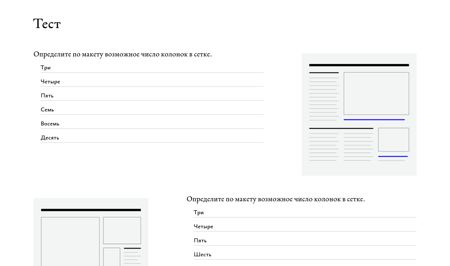 Тест
Определите по макету возможное число колонок в сетке.
Три
Четыре
Пять
Семь
Восемь
Десять
Определите по макету возможное число колонок в сетке.
Три
Четыре
Пять
Шесть